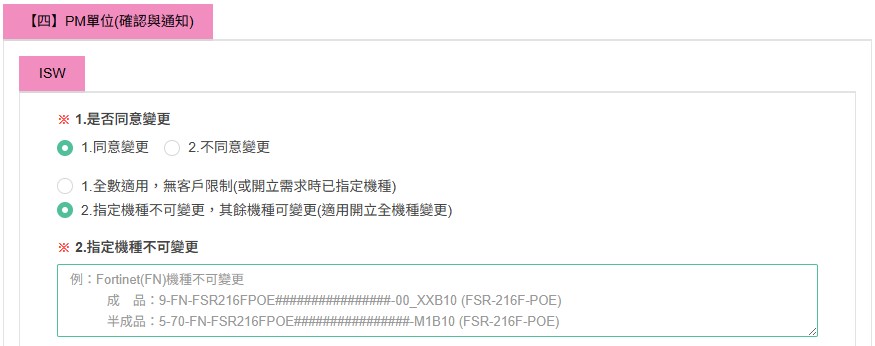 【四】PM單位(確認與通知)
ISW
※ 1.是否同意變更
1.同意變更 2.不同意變更
1.全數適用，無客戶限制(或開立需求時已指定機種)
2.指定機種不可變更，其餘機種可變更(適用開立全機種變更)
※ 2.指定機種不可變更
例：Fortinet(FN)機種不可變更
成　品：9-FN-FSR216FPOE################-00_XXB10 (FSR-216F-POE)
半成品：5-70-FN-FSR216FPOE################-M1B10 (FSR-216F-POE)